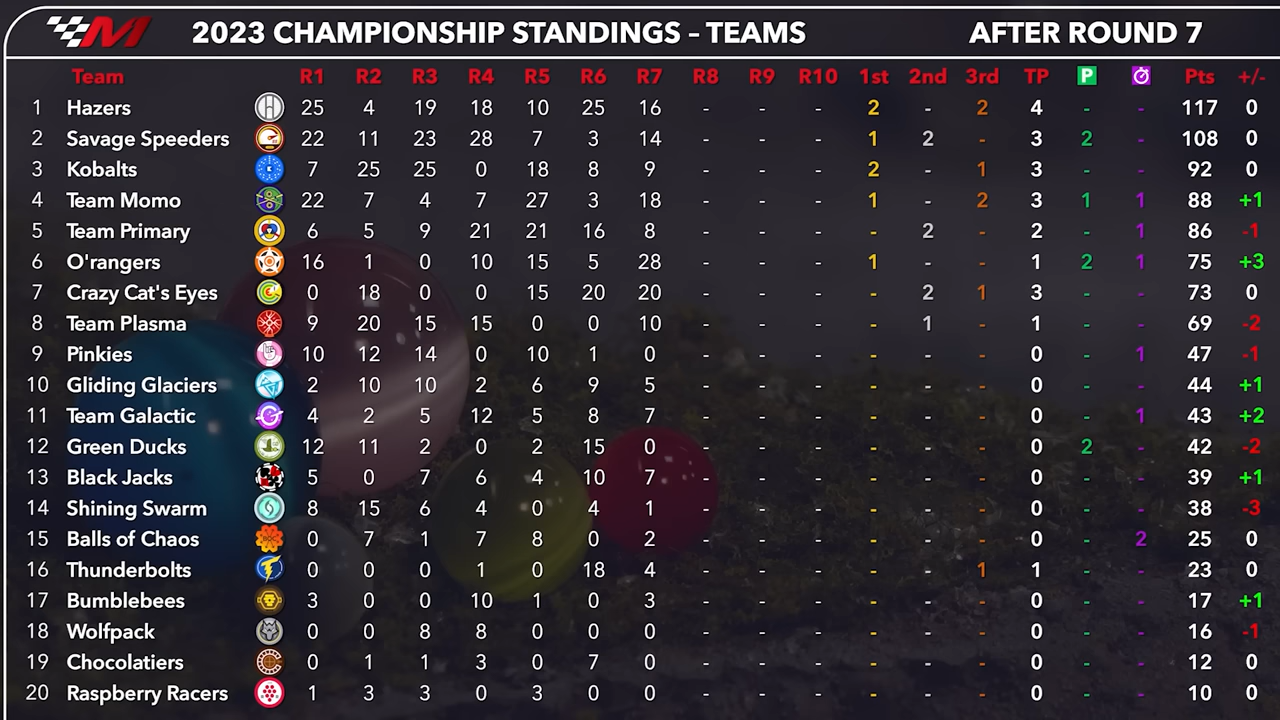 M1 2023 CHAMPIONSHIP STANDINGS – TEAMS AFTER ROUND 7
Team R1 R2 R3 R4 R5 R6 R7 R8 R9 R10 1st 2nd 3rd TP P Pts +/-
1 Hazers 25 4 19 18 10 25 16 - - - 2 - 2 4 - - 117 0
2 Savage Speeders 22 11 23 28 7 3 14 - - - 1 2 - 3 2 - 108 0
3 Kobalts 7 25 25 0 18 8 9 - - - 2 - 1 3 - - 92 0
4 Team Momo 22 7 4 7 27 3 18 - - - 1 - 2 3 1 1 88 +1
5 Team Primary 6 5 9 21 21 16 8 - - - - 2 - 2 - 1 86 -1
6 O'rangers 16 1 0 10 15 5 28 - - - 1 - - 1 2 1 75 +3
7 Crazy Cat's Eyes 0 18 0 0 15 20 20 - - - - 2 1 3 - - 73 0
8 Team Plasma 9 20 15 15 0 0 10 - - - - 1 - 1 - - 69 -2
9 Pinkies 10 12 14 0 10 1 0 - - - - - - 0 - 1 47 -1
10 Gliding Glaciers 2 10 10 2 6 9 5 - - - - - - 0 - - 44 +1
11 Team Galactic 4 2 5 12 5 8 7 - - - - - - 0 - 1 43 +2
12 Green Ducks 12 11 2 0 2 15 0 - - - - - - 0 2 - 42 -2
13 Black Jacks 5 0 7 6 4 10 7 - - - - - - 0 - - 39 +1
14 Shining Swarm 8 15 6 4 0 4 1 - - - - - - 0 - - 38 -3
15 Balls of Chaos 0 7 1 7 8 0 2 - - - - - - 0 - 2 25 0
16 Thunderbolts 0 0 0 1 0 18 4 - - - - - 1 1 - - 23 0
17 Bumblebees 3 0 0 10 1 0 3 - - - - - - 0 - - 17 +1
18 Wolfpack 0 0 8 8 0 0 0 - - - - - - 0 - - 16 -1
19 Chocolatiers 0 1 1 3 0 7 0 - - - - - - 0 - - 12 0
20 Raspberry Racers 1 3 3 0 3 0 0 - - - - - - 0 - - 10 0